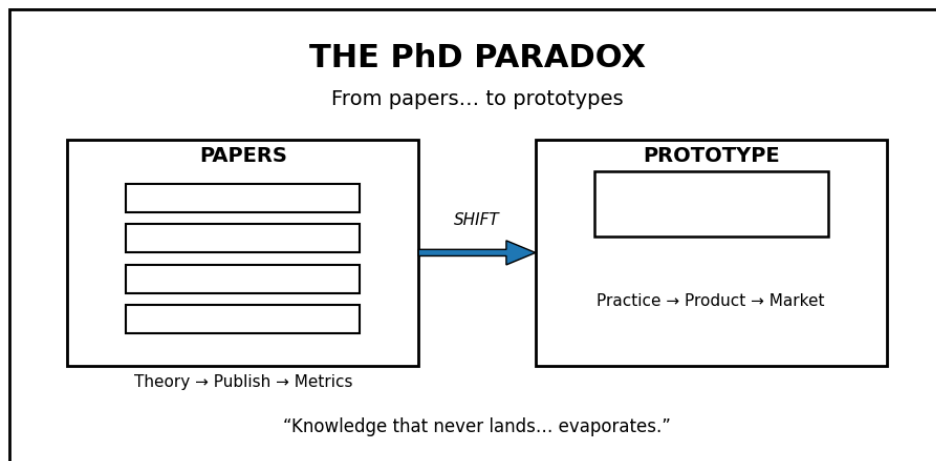 THE PhD PARADOX
From papers... to prototypes
PAPERS
PROTOTYPE
SHIFT
Practice → Product → Market
Theory → Publish → Metrics
“Knowledge that never lands... evaporates.”